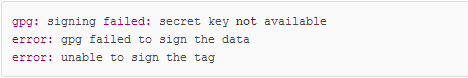 gpg: signing failed: secret key not available
error: gpg failed to sign the data
error: unable to sign the tag